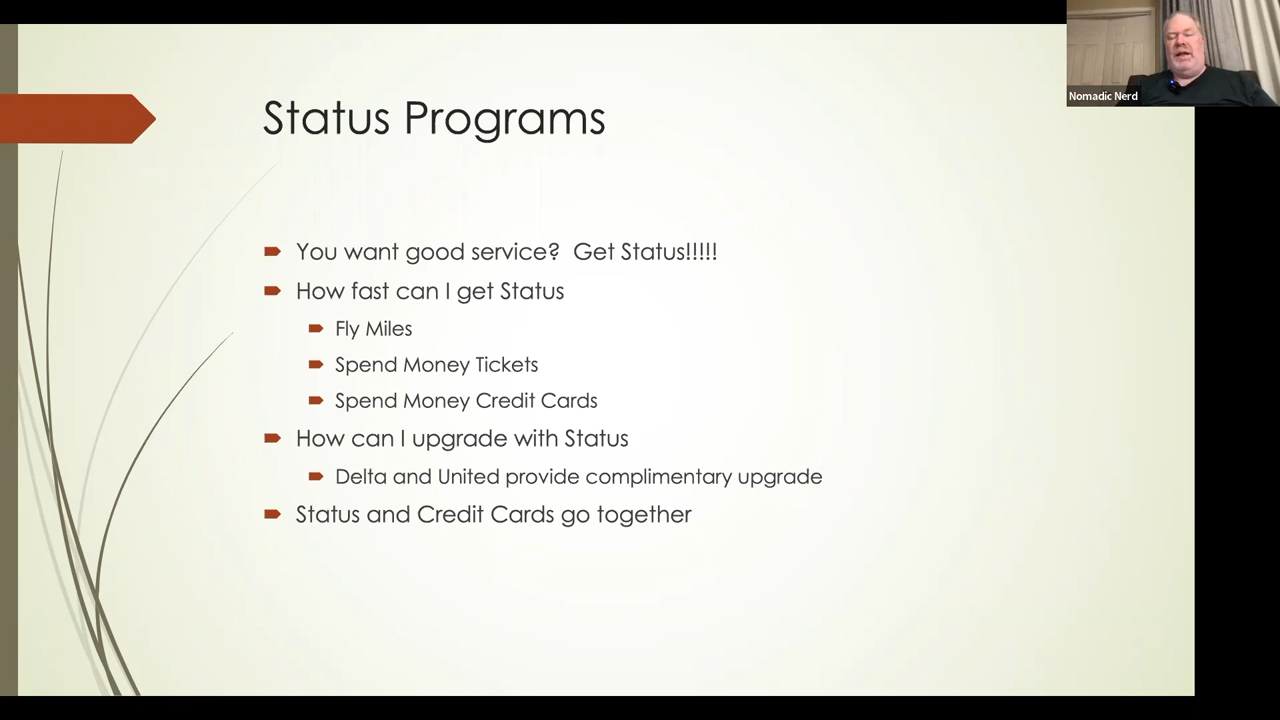 Status Programs
You want good service?  Get Status!!!!!
How fast can I get Status
Fly Miles
Spend Money Tickets
Spend Money Credit Cards
How can I upgrade with Status
Delta and United provide complimentary upgrade
Status and Credit Cards go together
Nomadic Nerd